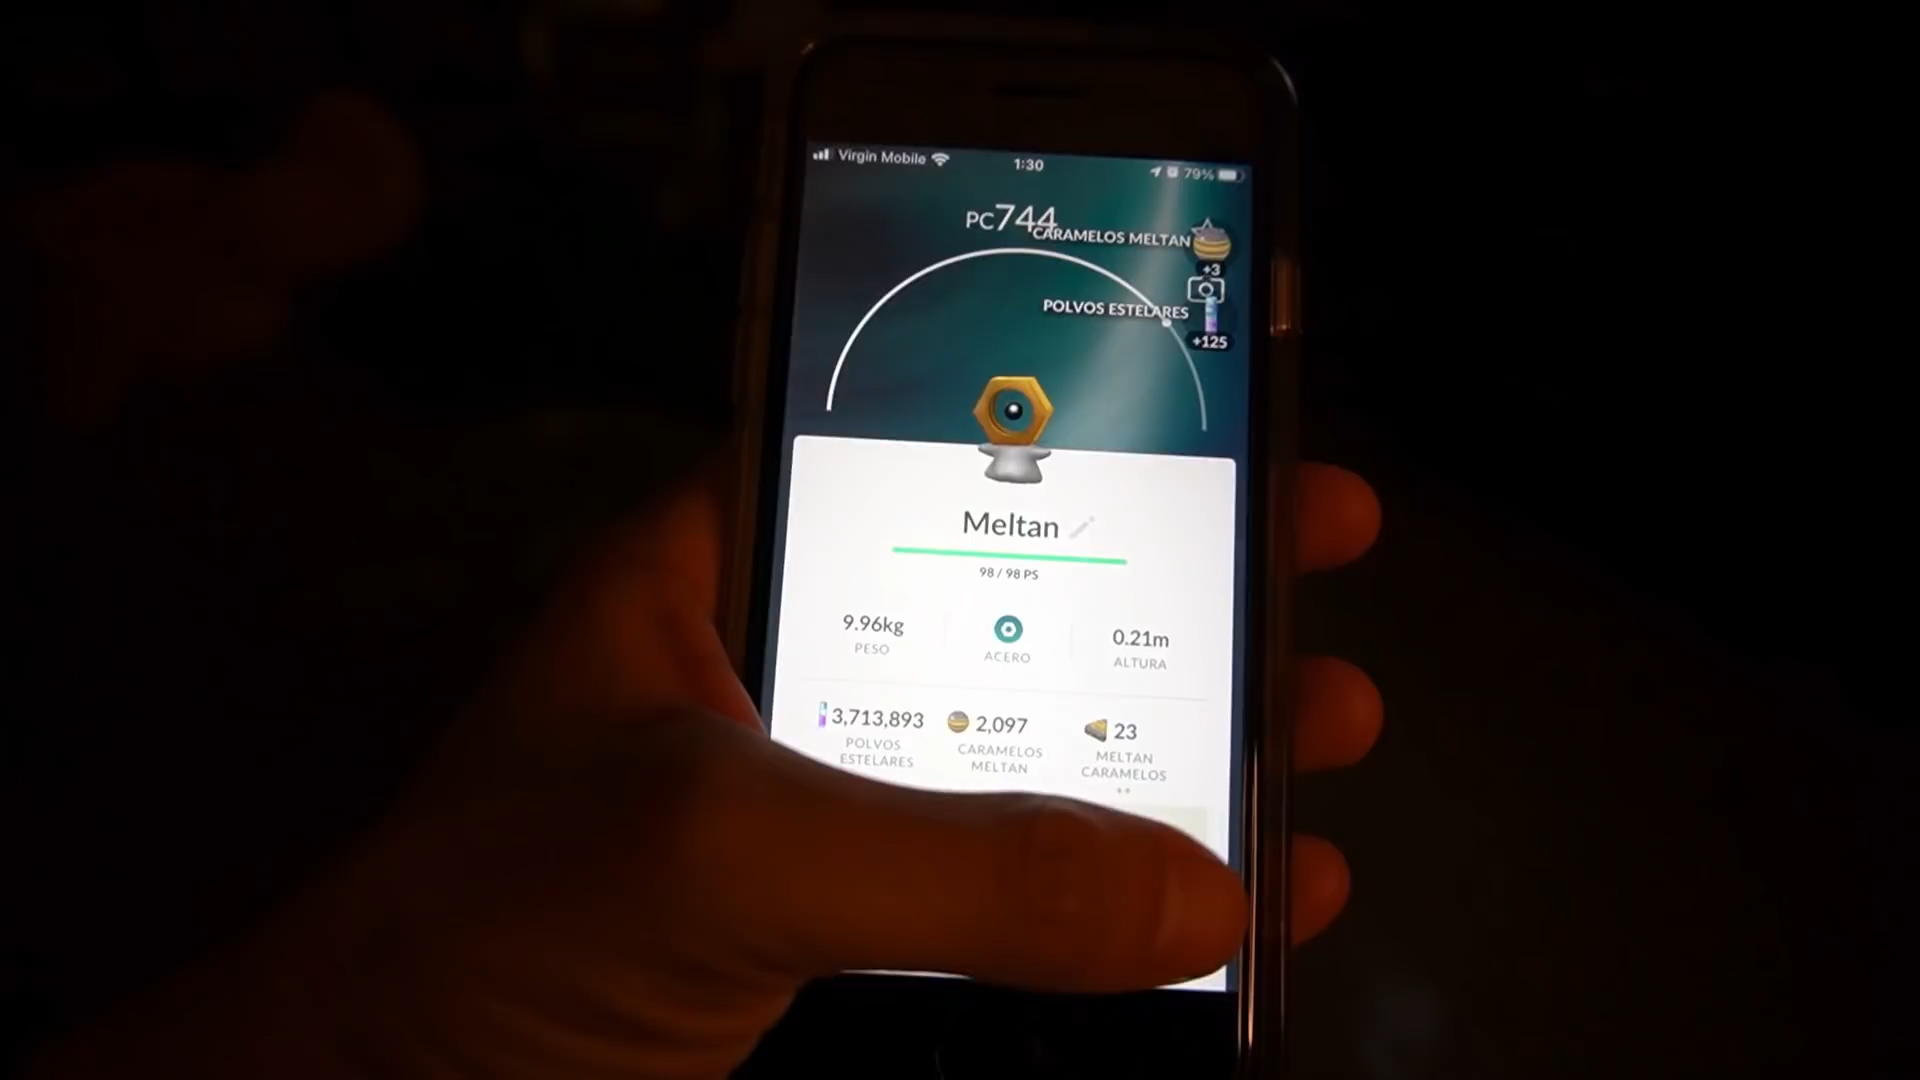 Virgin Mobile
1:30
79%
PC744
CARAMELOS MELTAN
+3
POLVOS ESTELARES
+125
Meltan
98 / 98 PS
9.96kg
PESO
ACERO
0.21m
ALTURA
3,713,893
POLVOS
ESTELARES
2,097
CARAMELOS
MELTAN
23
MELTAN
CARAMELOS
++